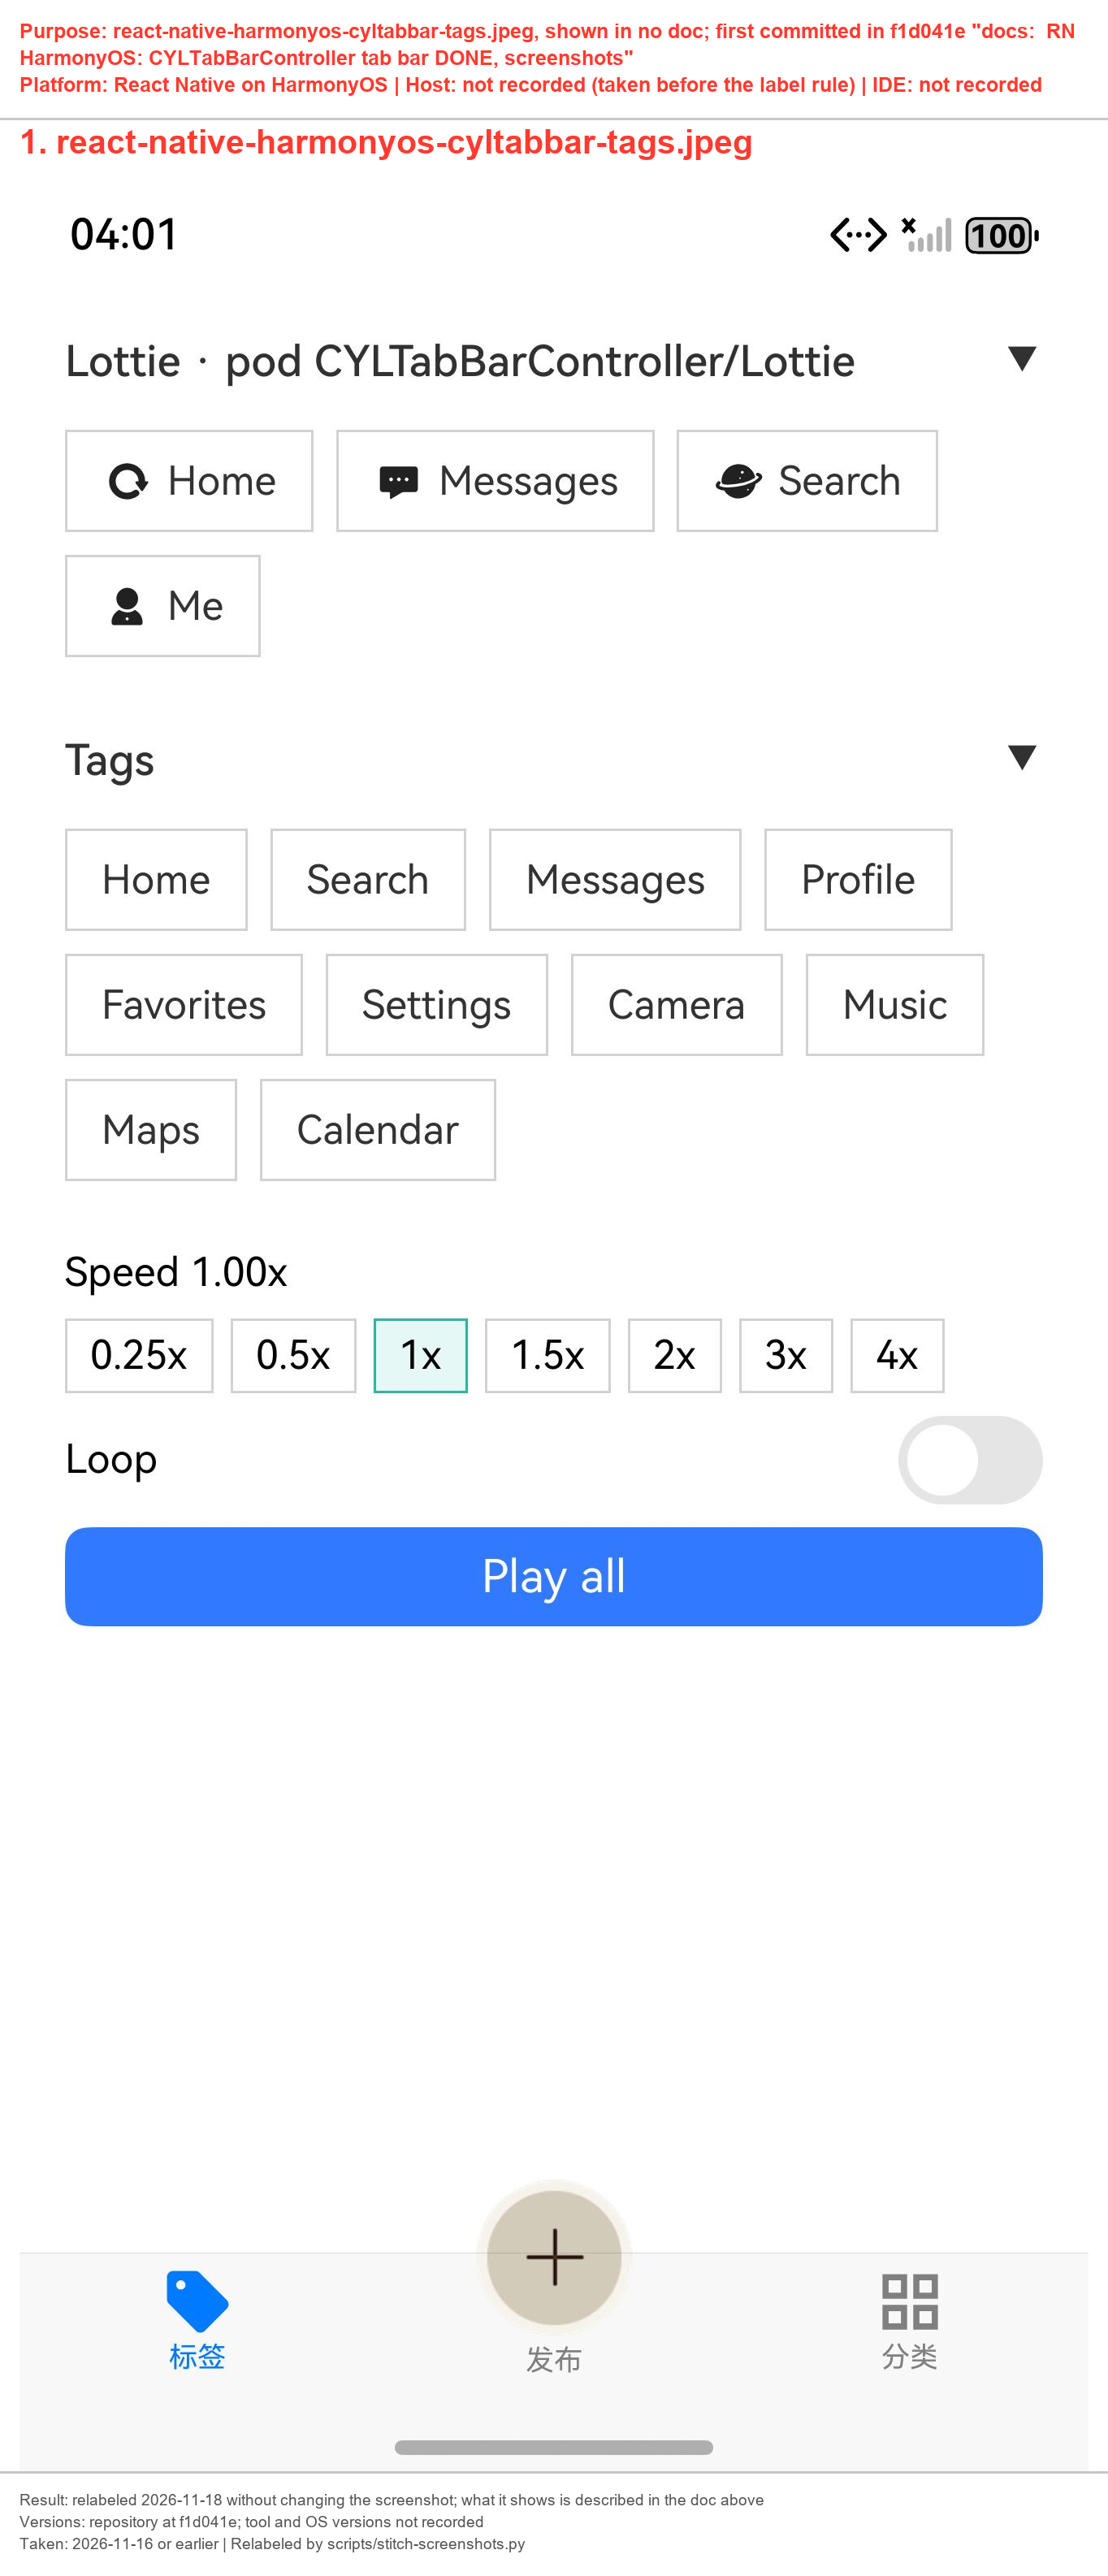 Purpose: react-native-harmonyos-cyltabbar-tags.jpeg, shown in no doc; first committed in f1d041e "docs: RN
HarmonyOS: CYLTabBarController tab bar DONE, screenshots"
Platform: React Native on HarmonyOS | Host: not recorded (taken before the label rule) | IDE: not recorded
1. react-native-harmonyos-cyltabbar-tags.jpeg
04:01 100
Lottie · pod CYLTabBarController/Lottie ▼
Home Messages Search
Me
Tags ▼
Home Search Messages Profile
Favorites Settings Camera Music
Maps Calendar
Speed 1.00x
0.25x 0.5x 1x 1.5x 2x 3x 4x
Loop
Play all
标签 发布 分类
Result: relabeled 2026-11-18 without changing the screenshot; what it shows is described in the doc above
Versions: repository at f1d041e; tool and OS versions not recorded
Taken: 2026-11-16 or earlier | Relabeled by scripts/stitch-screenshots.py